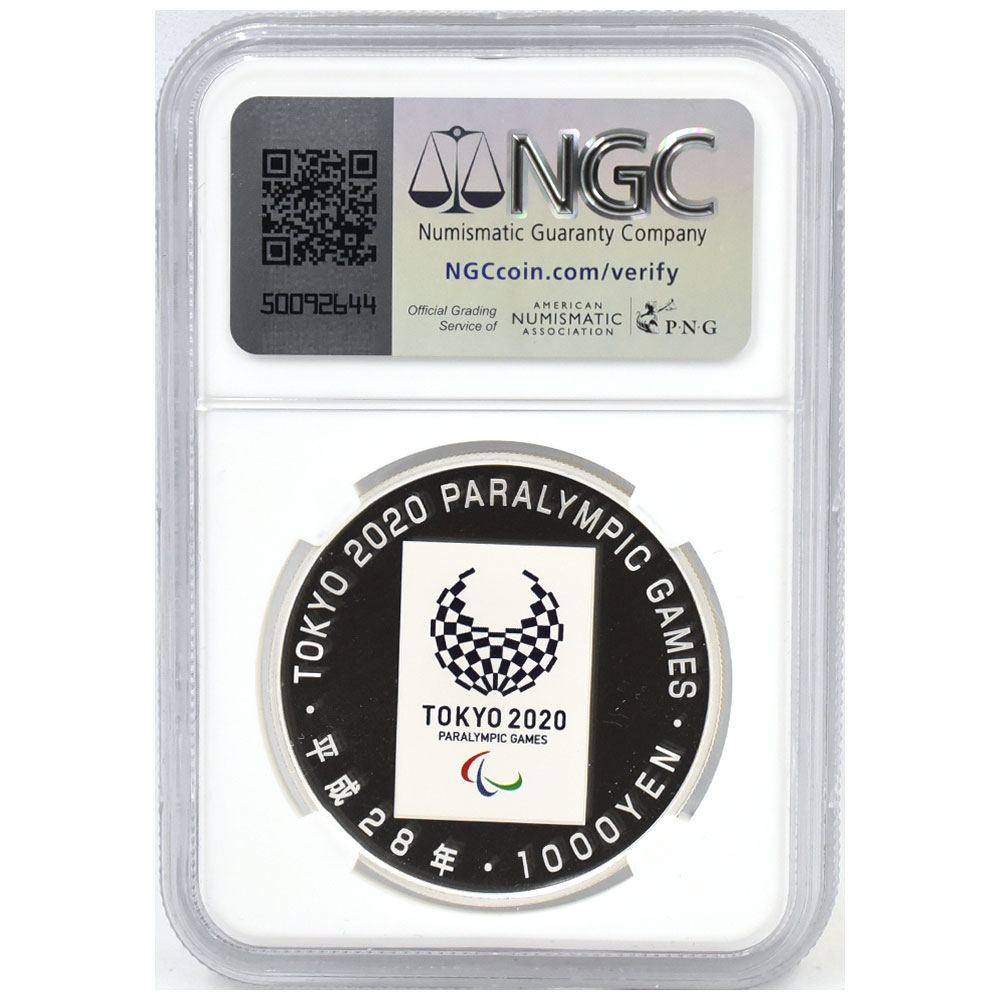 NGC
Numismatic Guaranty Company
NGCcoin.com/verify
50092644
Official Grading
Service of
AMERICAN
NUMISMATIC
ASSOCIATION
P·N·G
· TOKYO 2020 PARALYMPIC GAMES ·
平成28年 · 1000YEN
TOKYO 2020
PARALYMPIC GAMES